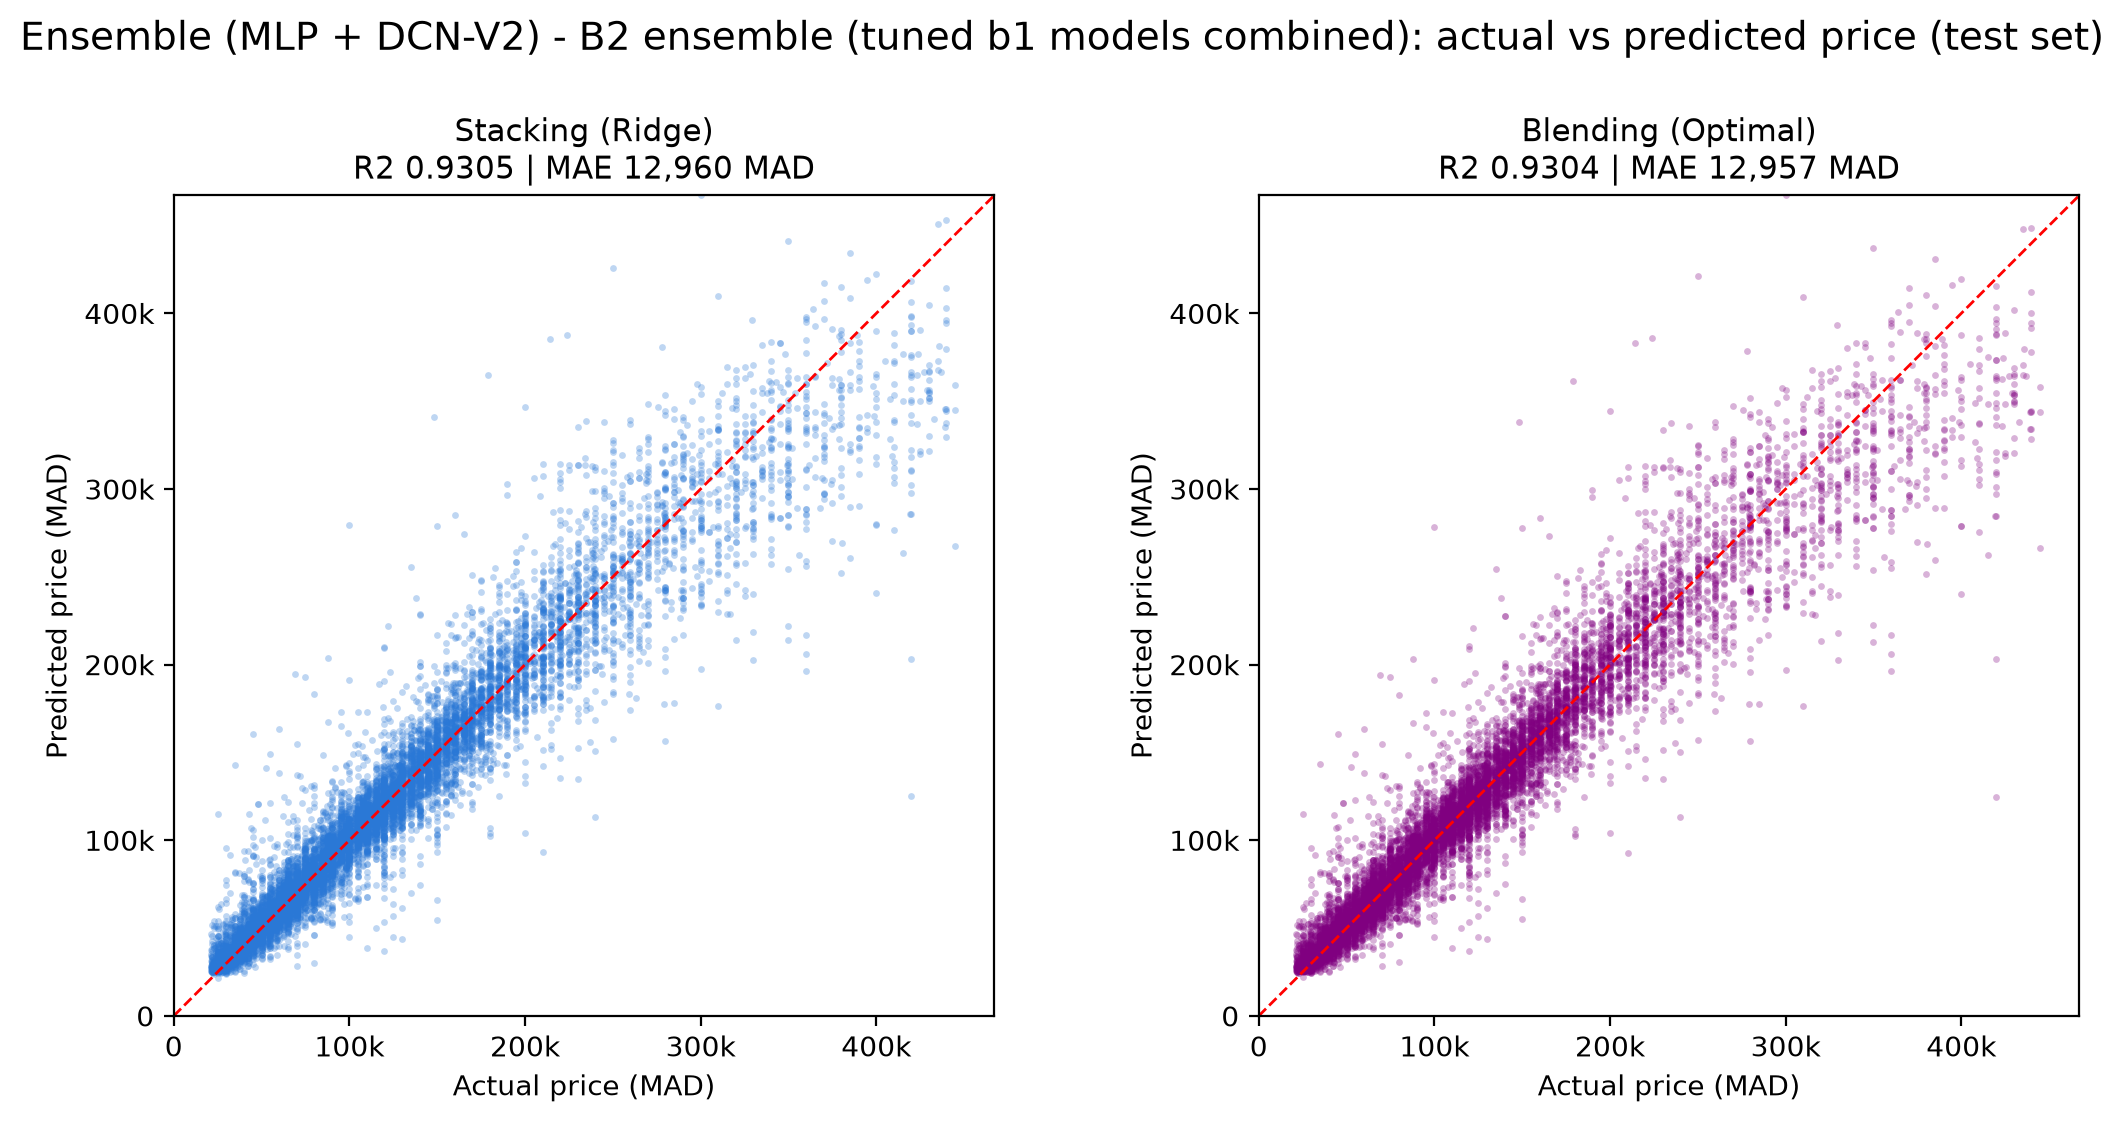 Ensemble (MLP + DCN-V2) - B2 ensemble (tuned b1 models combined): actual vs predicted price (test set)
Stacking (Ridge)
R2 0.9305 | MAE 12,960 MAD
Predicted price (MAD)
400k
300k
200k
100k
0
0 100k 200k 300k 400k
Actual price (MAD)
Blending (Optimal)
R2 0.9304 | MAE 12,957 MAD
Predicted price (MAD)
400k
300k
200k
100k
0
0 100k 200k 300k 400k
Actual price (MAD)